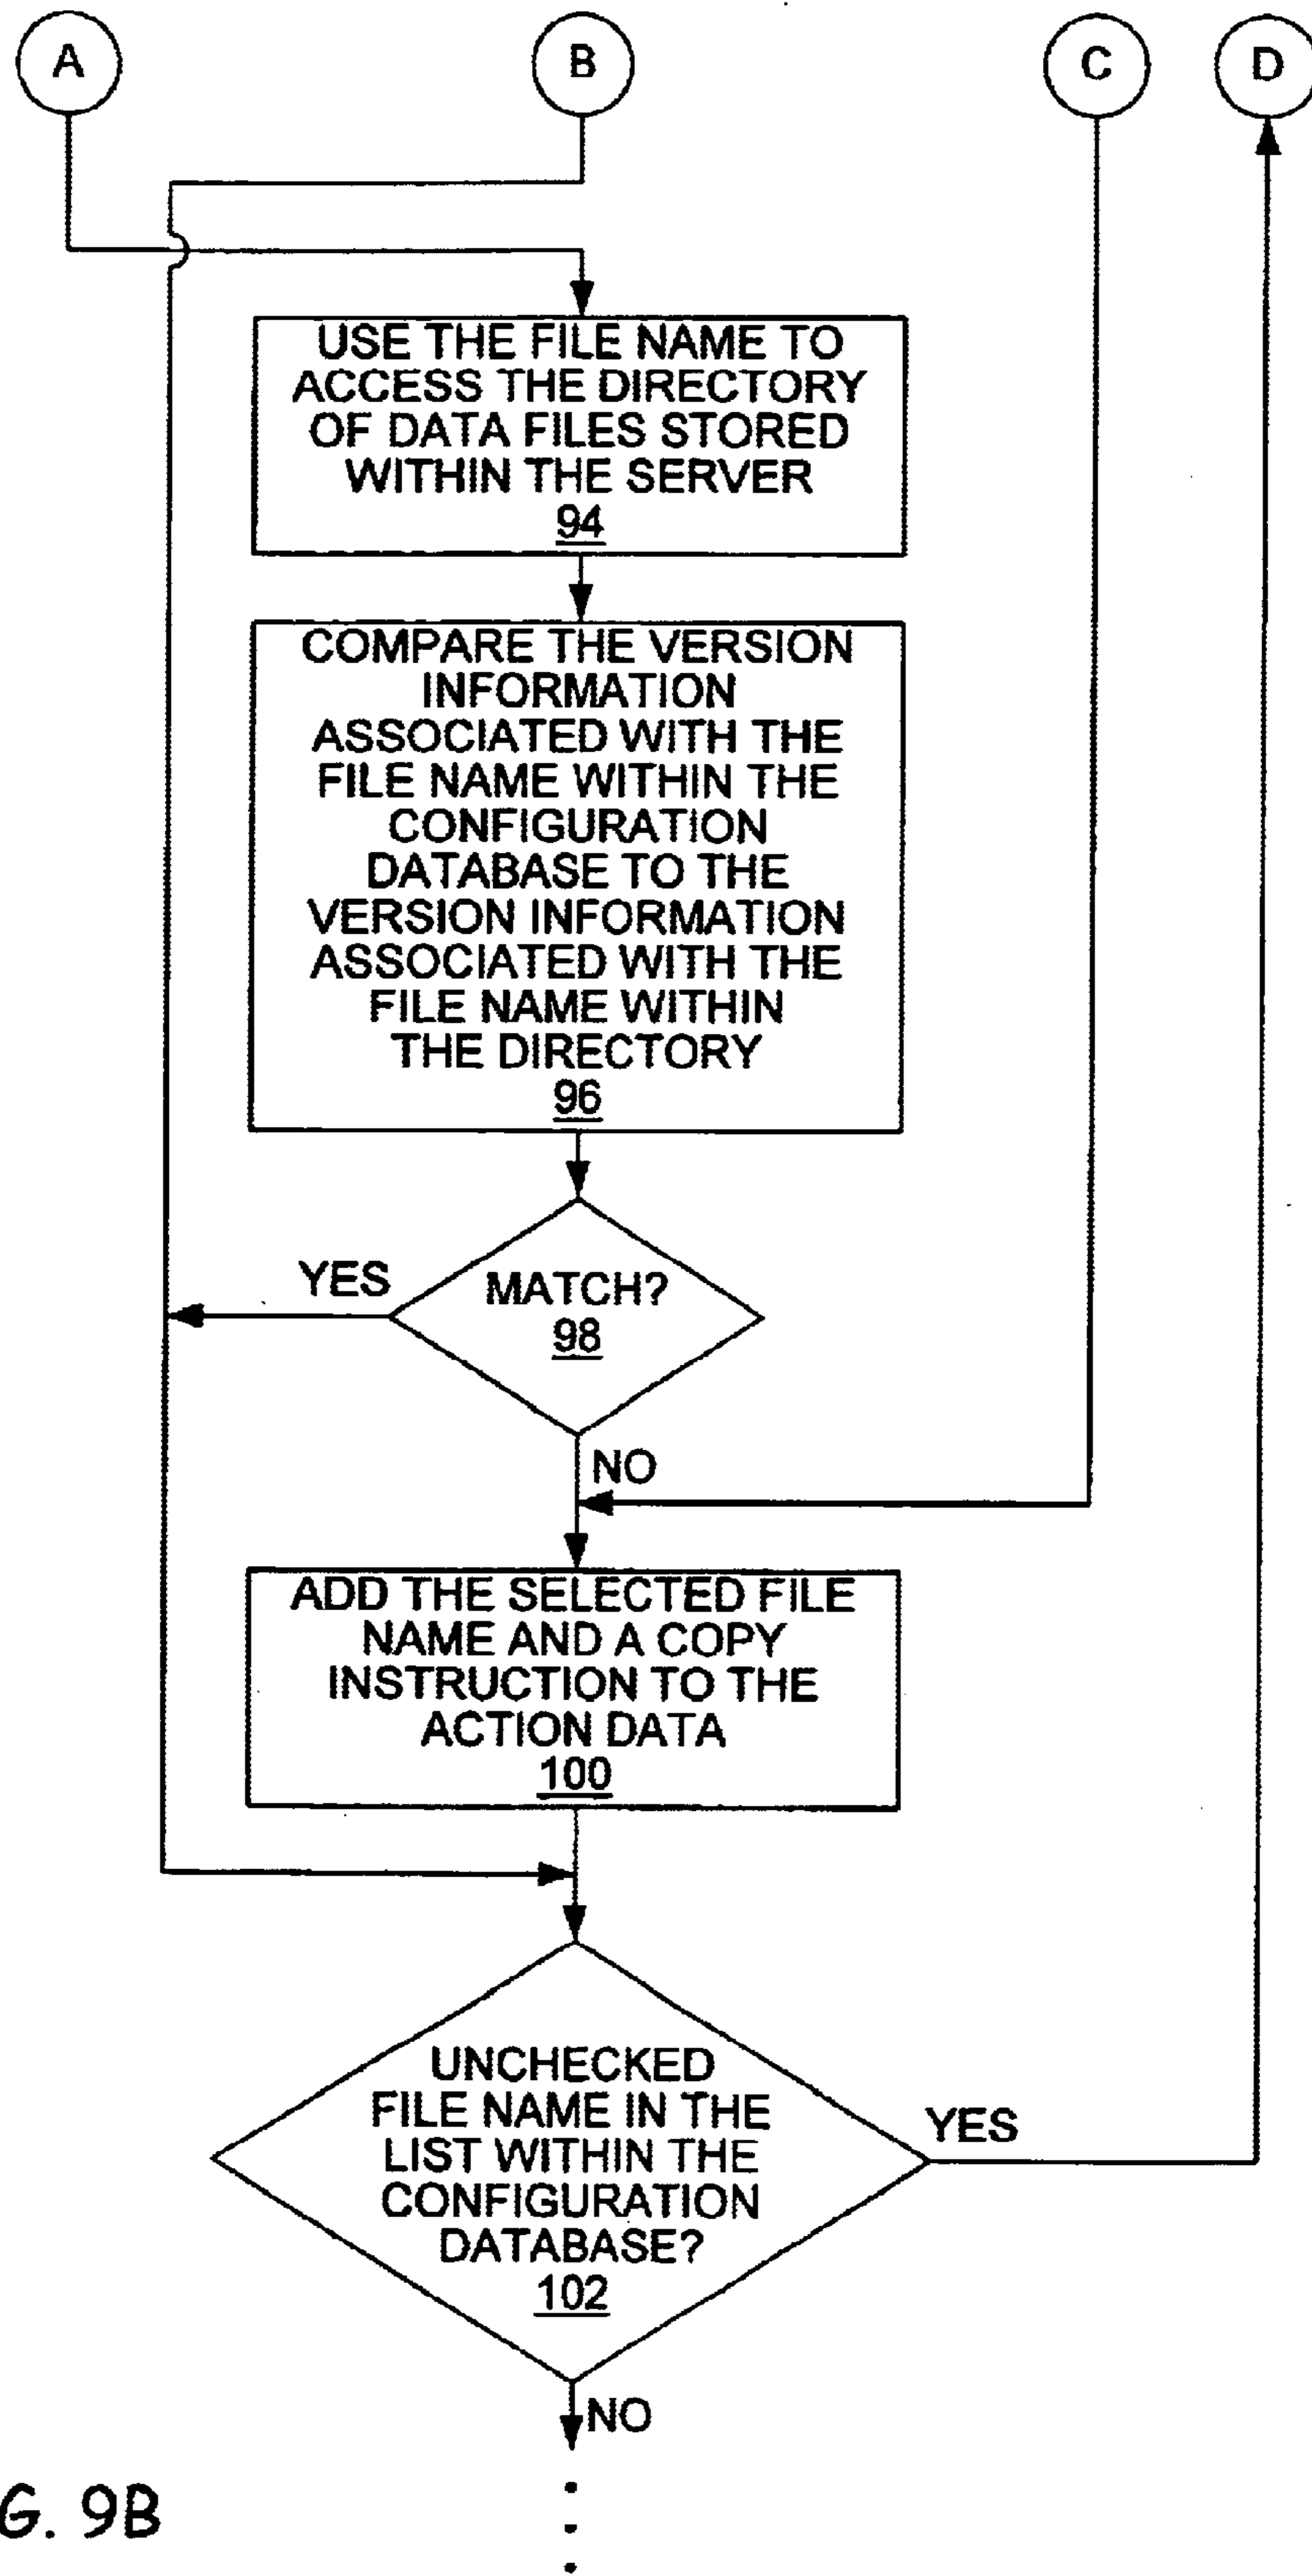 A
B
C
D
USE THE FILE NAME TO
ACCESS THE DIRECTORY
OF DATA FILES STORED
WITHIN THE SERVER
94
COMPARE THE VERSION
INFORMATION
ASSOCIATED WITH THE
FILE NAME WITHIN THE
CONFIGURATION
DATABASE TO THE
VERSION INFORMATION
ASSOCIATED WITH THE
FILE NAME WITHIN
THE DIRECTORY
96
YES
MATCH?
98
NO
ADD THE SELECTED FILE
NAME AND A COPY
INSTRUCTION TO THE
ACTION DATA
100
UNCHECKED
FILE NAME IN THE
LIST WITHIN THE
CONFIGURATION
DATABASE?
102
YES
NO
G. 9B